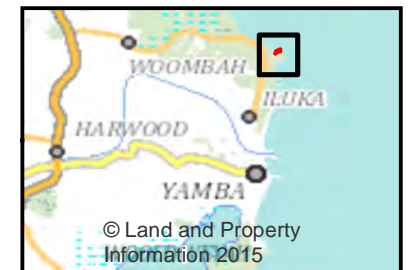 WOOMBAH
ILUKA
HARWOOD
YAMBA
© Land and Property
Information 2015